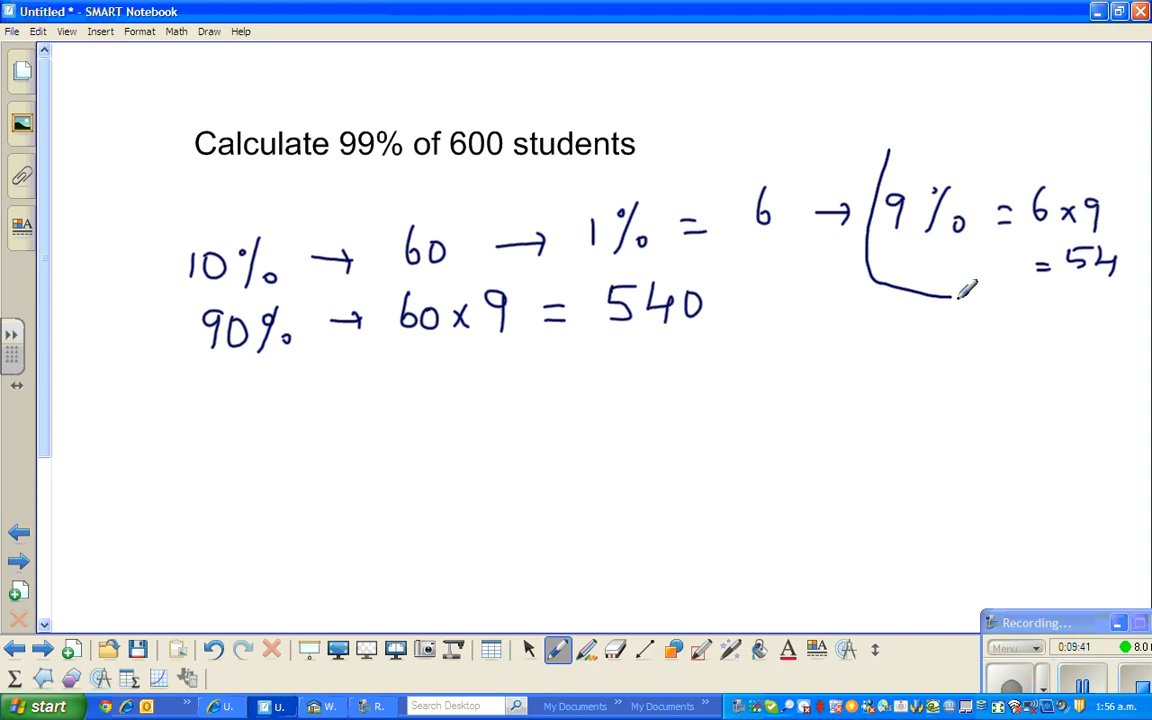 Untitled * - SMART Notebook
File Edit View Insert Format Math Draw Help
Calculate 99% of 600 students
10% → 60 → 1% = 6 → 9% = 6 × 9
= 54
90% → 60 × 9 = 540
Recording...
Menu 0:09:41 8.0
start U. U. W. R. Search Desktop My Documents » My Documents » 1:56 a.m.